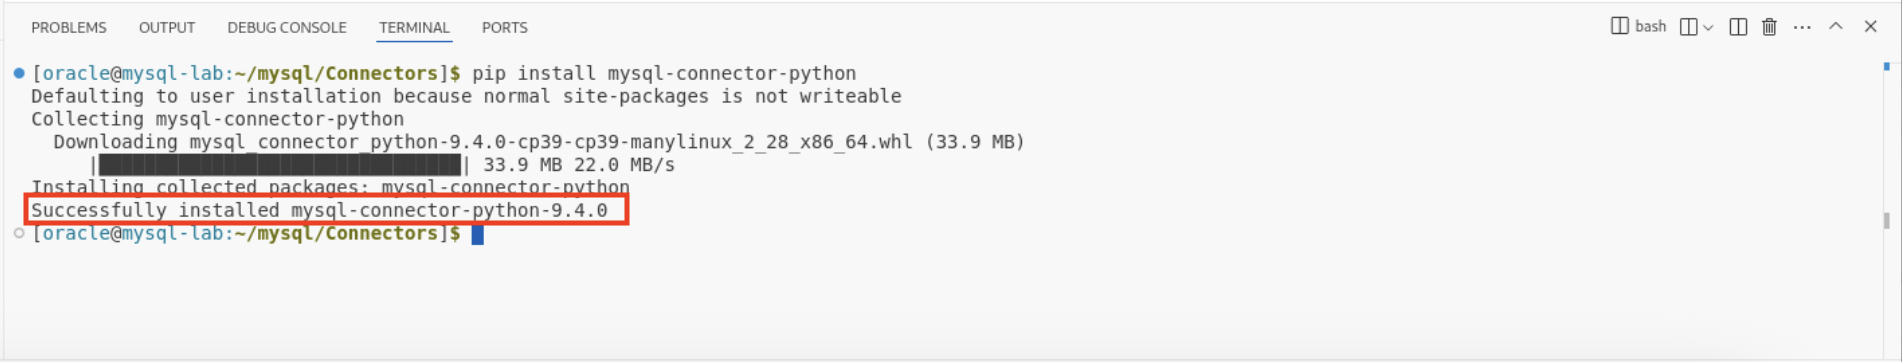 PROBLEMS OUTPUT DEBUG CONSOLE TERMINAL PORTS bash
[oracle@mysql-lab:~/mysql/Connectors]$ pip install mysql-connector-python
Defaulting to user installation because normal site-packages is not writeable
Collecting mysql-connector-python
  Downloading mysql_connector_python-9.4.0-cp39-cp39-manylinux_2_28_x86_64.whl (33.9 MB)
     |████████████████████████████████| 33.9 MB 22.0 MB/s
Installing collected packages: mysql-connector-python
Successfully installed mysql-connector-python-9.4.0
[oracle@mysql-lab:~/mysql/Connectors]$